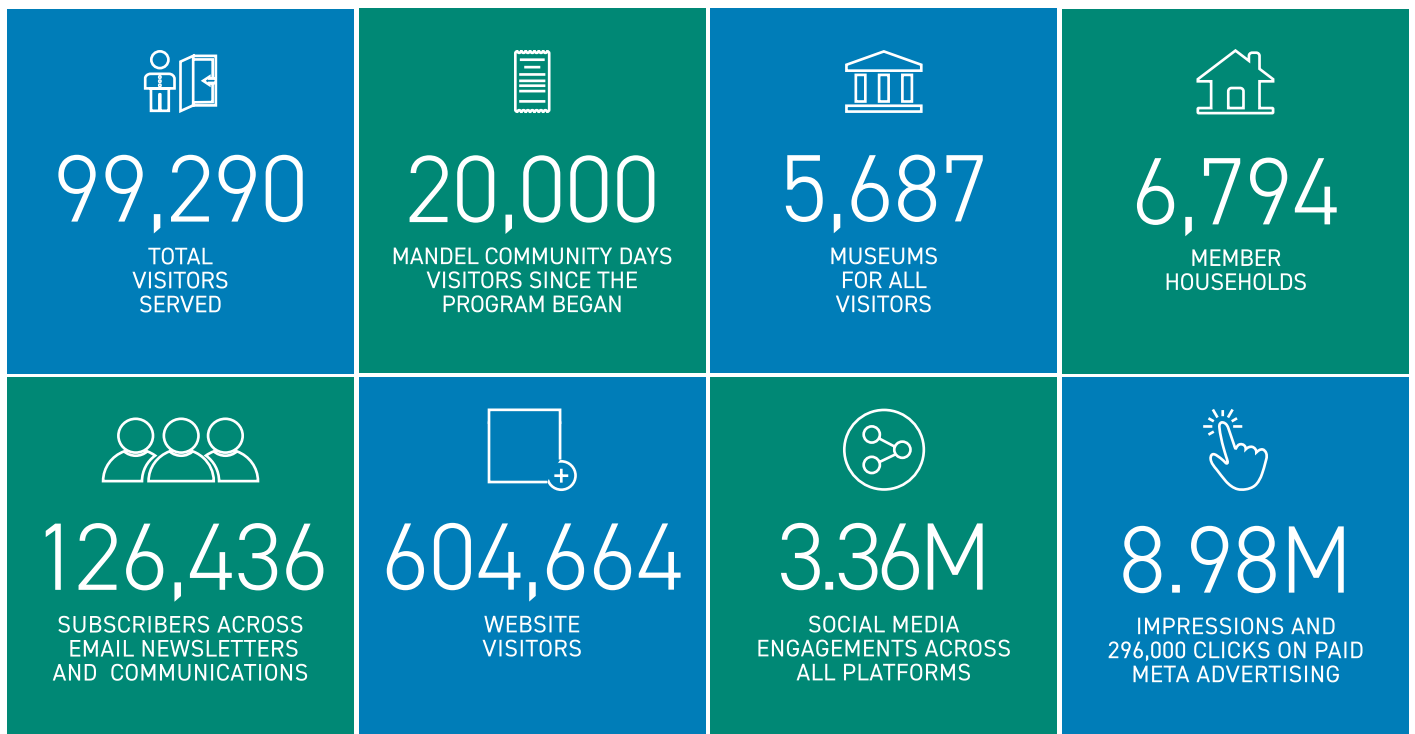 99,290
TOTAL
VISITORS
SERVED
20,000
MANDEL COMMUNITY DAYS
VISITORS SINCE THE
PROGRAM BEGAN
5,687
MUSEUMS
FOR ALL
VISITORS
6,794
MEMBER
HOUSEHOLDS
126,436
SUBSCRIBERS ACROSS
EMAIL NEWSLETTERS
AND COMMUNICATIONS
604,664
WEBSITE
VISITORS
3.36M
SOCIAL MEDIA
ENGAGEMENTS ACROSS
ALL PLATFORMS
8.98M
IMPRESSIONS AND
296,000 CLICKS ON PAID
META ADVERTISING